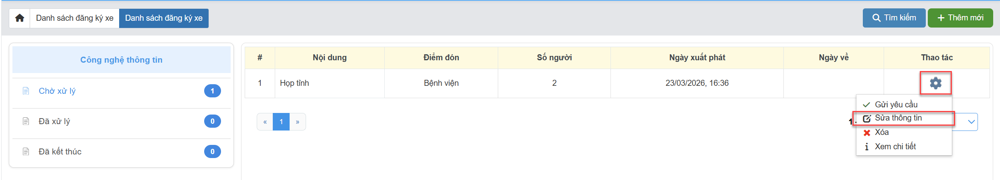 Danh sách đăng ký xe
Danh sách đăng ký xe
Tìm kiếm
+ Thêm mới
Công nghệ thông tin
Chờ xử lý 1
Đã xử lý 0
Đã kết thúc 0
# Nội dung Điểm đón Số người Ngày xuất phát Ngày về Thao tác
1 Họp tỉnh Bệnh viện 2 23/03/2026, 16:36
« 1 »
1 -
Gửi yêu cầu
Sửa thông tin
Xóa
Xem chi tiết